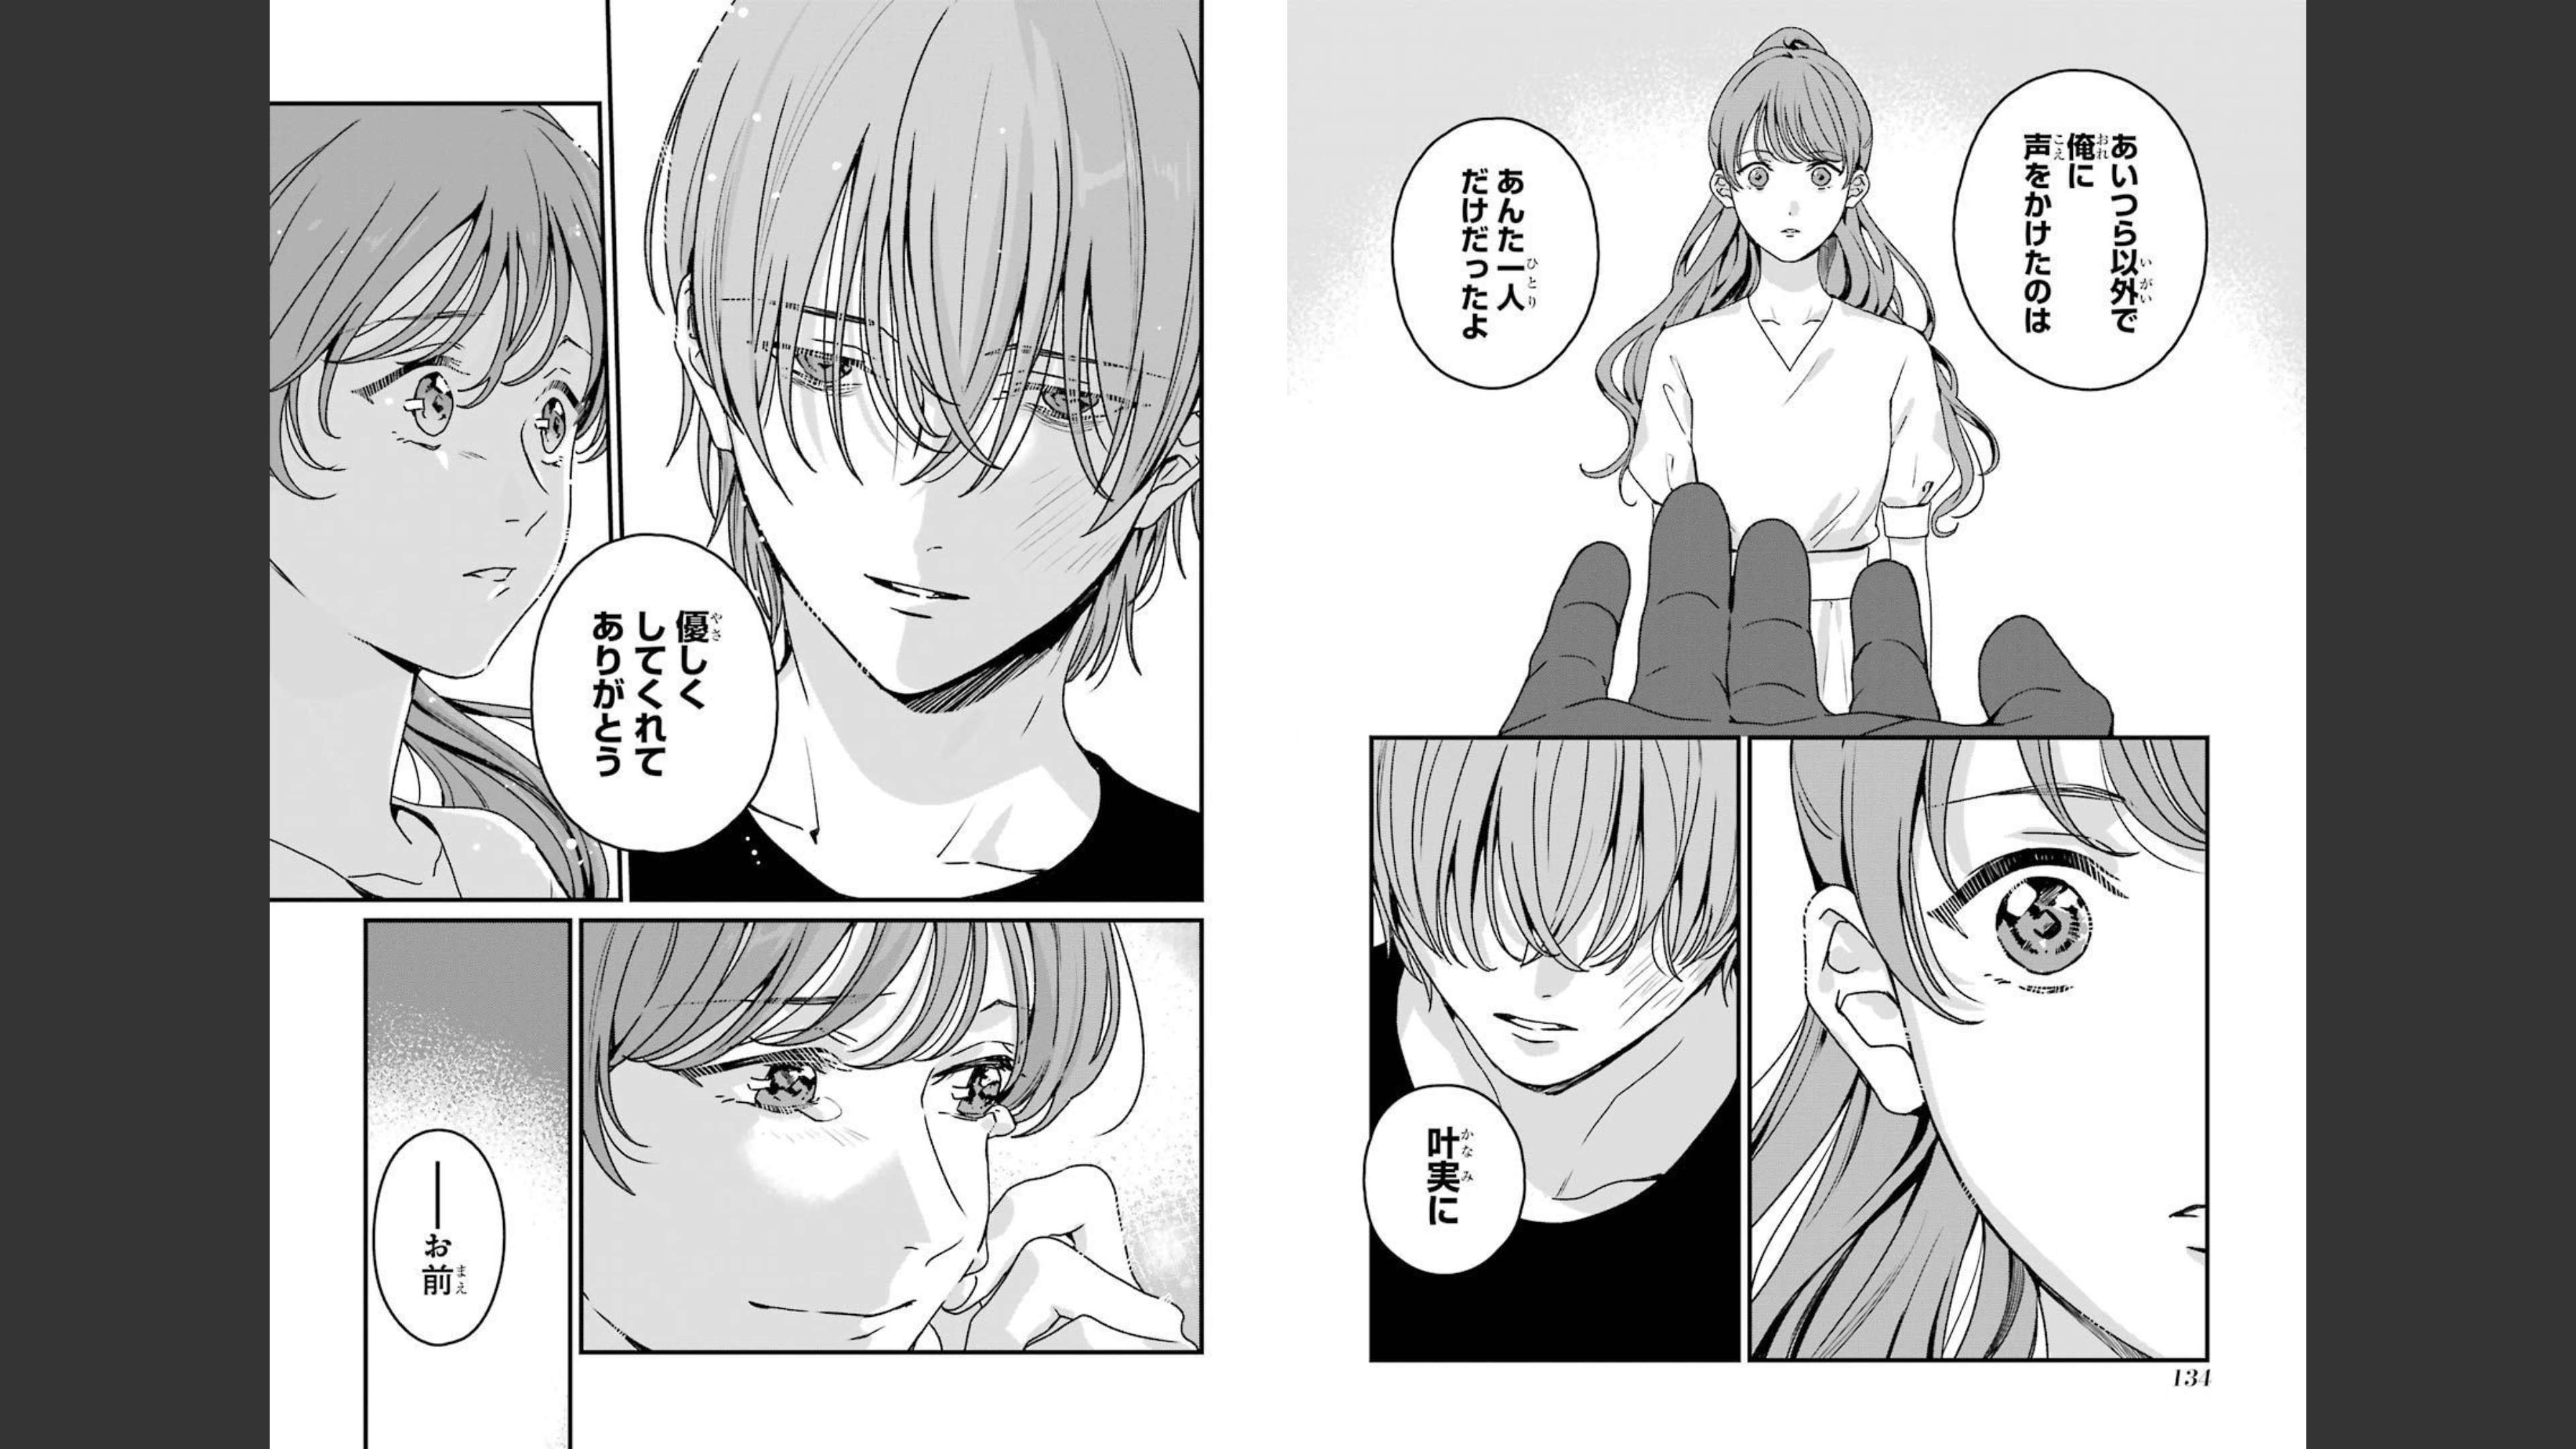 あいつら以外で
俺に
声をかけたのは
あんた一人
だけだったよ
叶実に
134
優しく
してくれて
ありがとう
──お前